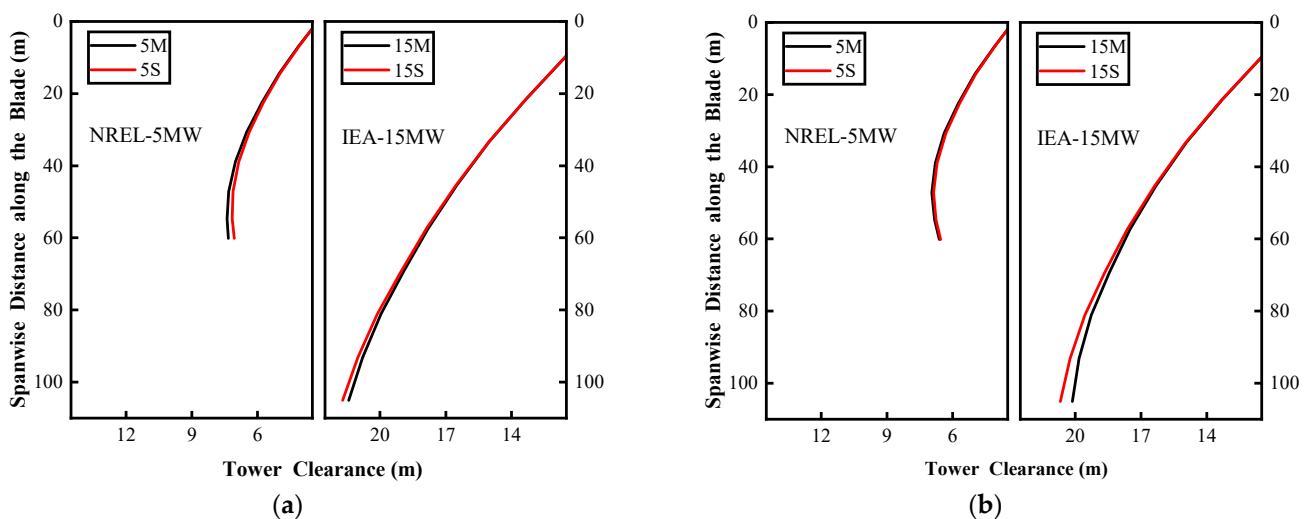 0
20
40
60
80
100
Spanwise Distance along the Blade (m)
5M
5S
NREL-5MW
12
9
6
15M
15S
IEA-15MW
20
17
14
0
20
40
60
80
100
Tower Clearance (m)
(a)
0
20
40
60
80
100
Spanwise Distance along the Blade (m)
5M
5S
NREL-5MW
12
9
6
15M
15S
IEA-15MW
20
17
14
0
20
40
60
80
100
Tower Clearance (m)
(b)